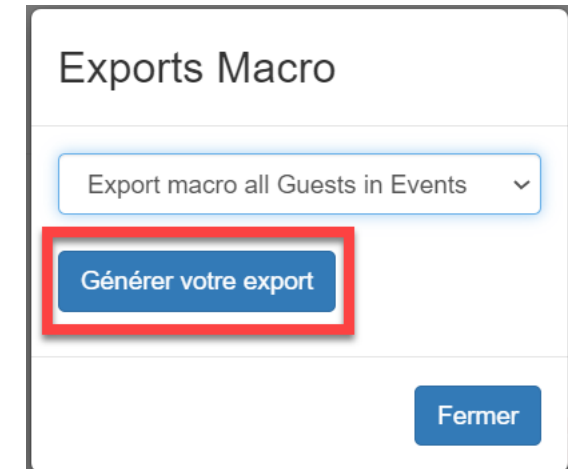 Exports Macro
Export macro all Guests in Events
Générer votre export
Fermer